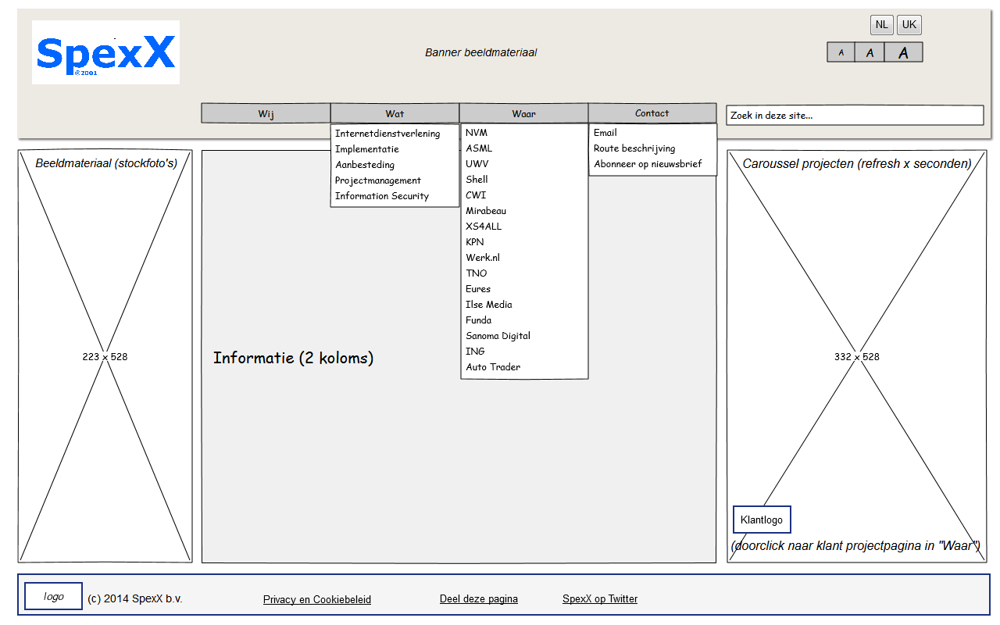 SpexX
©2001
Banner beeldmateriaal
NL UK
A A A
Wij Wat Waar Contact
Zoek in deze site...
Internetdienstverlening
Implementatie
Aanbesteding
Projectmanagement
Information Security
NVM
ASML
UWV
Shell
CWI
Mirabeau
XS4ALL
KPN
Werk.nl
TNO
Eures
Ilse Media
Funda
Sanoma Digital
ING
Auto Trader
Email
Route beschrijving
Abonneer op nieuwsbrief
Beeldmateriaal (stockfoto's)
223 x 528
Informatie (2 koloms)
Caroussel projecten (refresh x seconden)
332 x 528
Klantlogo
(doorclick naar klant projectpagina in "Waar")
logo
(c) 2014 SpexX b.v.
Privacy en Cookiebeleid
Deel deze pagina
SpexX op Twitter